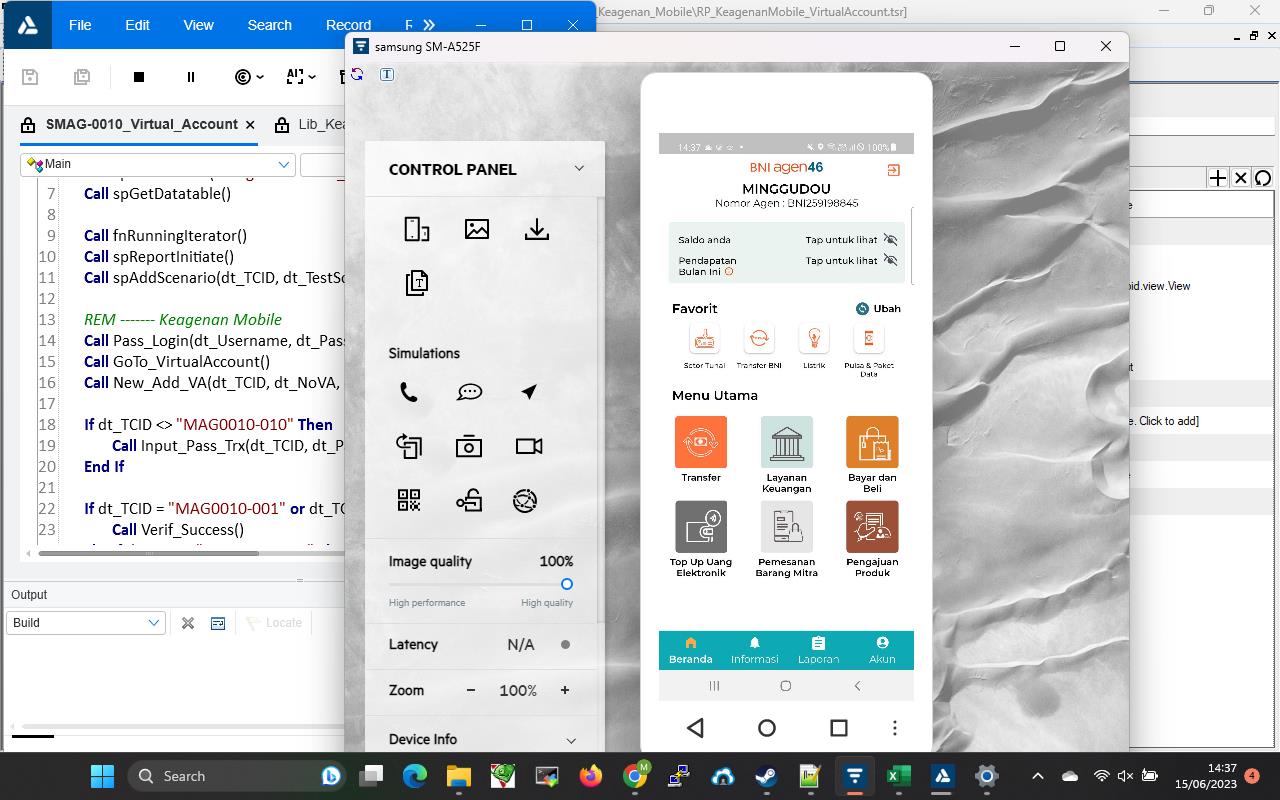 File Edit View Search Record
_Keagenan_Mobile\RP_KeagenanMobile_VirtualAccount.tsr]
samsung SM-A525F
SMAG-0010_Virtual_Account
Main
7 Call spGetDatatable()
8
9 Call fnRunningIterator()
10 Call spReportInitiate()
11 Call spAddScenario(dt_TCID, dt_TestSc
12
13 REM ------- Keagenan Mobile
14 Call Pass_Login(dt_Username, dt_Pas
15 Call GoTo_VirtualAccount()
16 Call New_Add_VA(dt_TCID, dt_NoVA,
17
18 If dt_TCID <> "MAG0010-010" Then
19 Call Input_Pass_Trx(dt_TCID, dt_P
20 End If
21
22 If dt_TCID = "MAG0010-001" or dt_TC
23 Call Verif_Success()
Output
Build
Locate
CONTROL PANEL
Simulations
Image quality 100%
High performance High quality
Latency N/A
Zoom - 100% +
Device Info
14:37 100%
BNI agen46
MINGGUDOU
Nomor Agen : BNI259198845
Saldo anda Tap untuk lihat
Pendapatan Tap untuk lihat
Bulan Ini
Favorit Ubah
Setor Tunai Transfer BNI Listrik Pulsa & Paket
Data
Menu Utama
Transfer Layanan Bayar dan
Keuangan Beli
Top Up Uang Pemesanan Pengajuan
Elektronik Barang Mitra Produk
Beranda Informasi Laporan Akun
oid.view.View
e. Click to add]
Search
14:37
15/06/2023
4